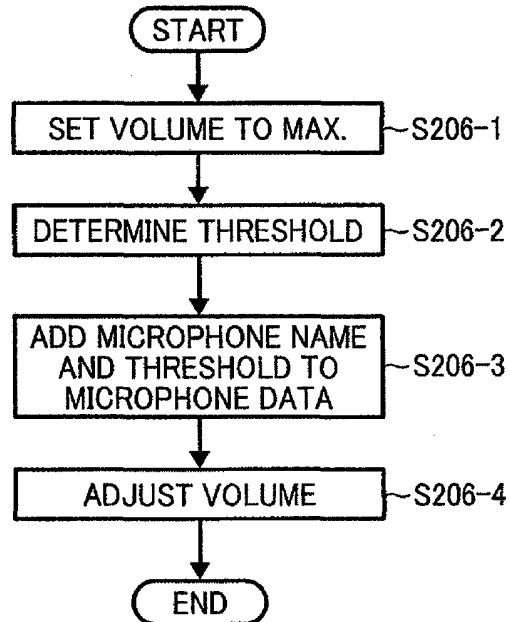 START
SET VOLUME TO MAX.
S206-1
DETERMINE THRESHOLD
S206-2
ADD MICROPHONE NAME
AND THRESHOLD TO
MICROPHONE DATA
S206-3
ADJUST VOLUME
S206-4
END